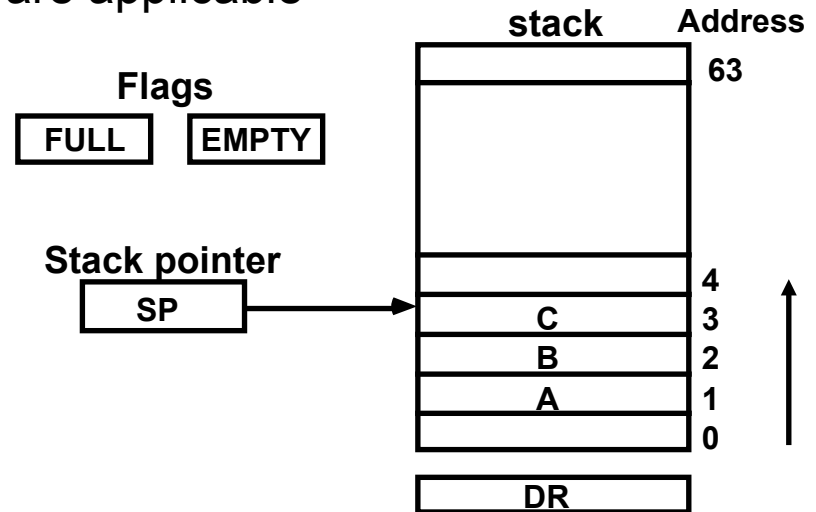 are applicable
stack Address
63
Flags
FULL EMPTY
Stack pointer
SP
4
C 3
B 2
A 1
0
DR